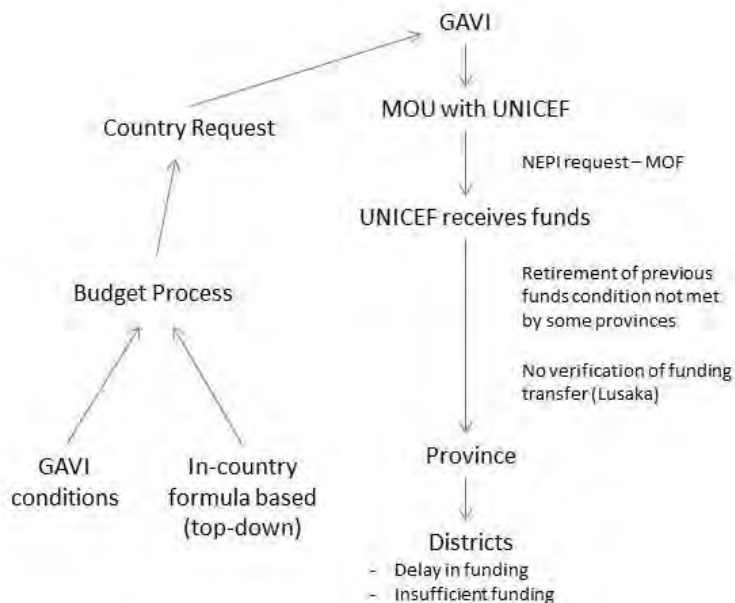 GAVI
MOU with UNICEF
Country Request
NEPI request – MOF
UNICEF receives funds
Budget Process
Retirement of previous
funds condition not met
by some provinces
No verification of funding
transfer (Lusaka)
GAVI
conditions
In-country
formula based
(top-down)
Province
Districts
- Delay in funding
- Insufficient funding